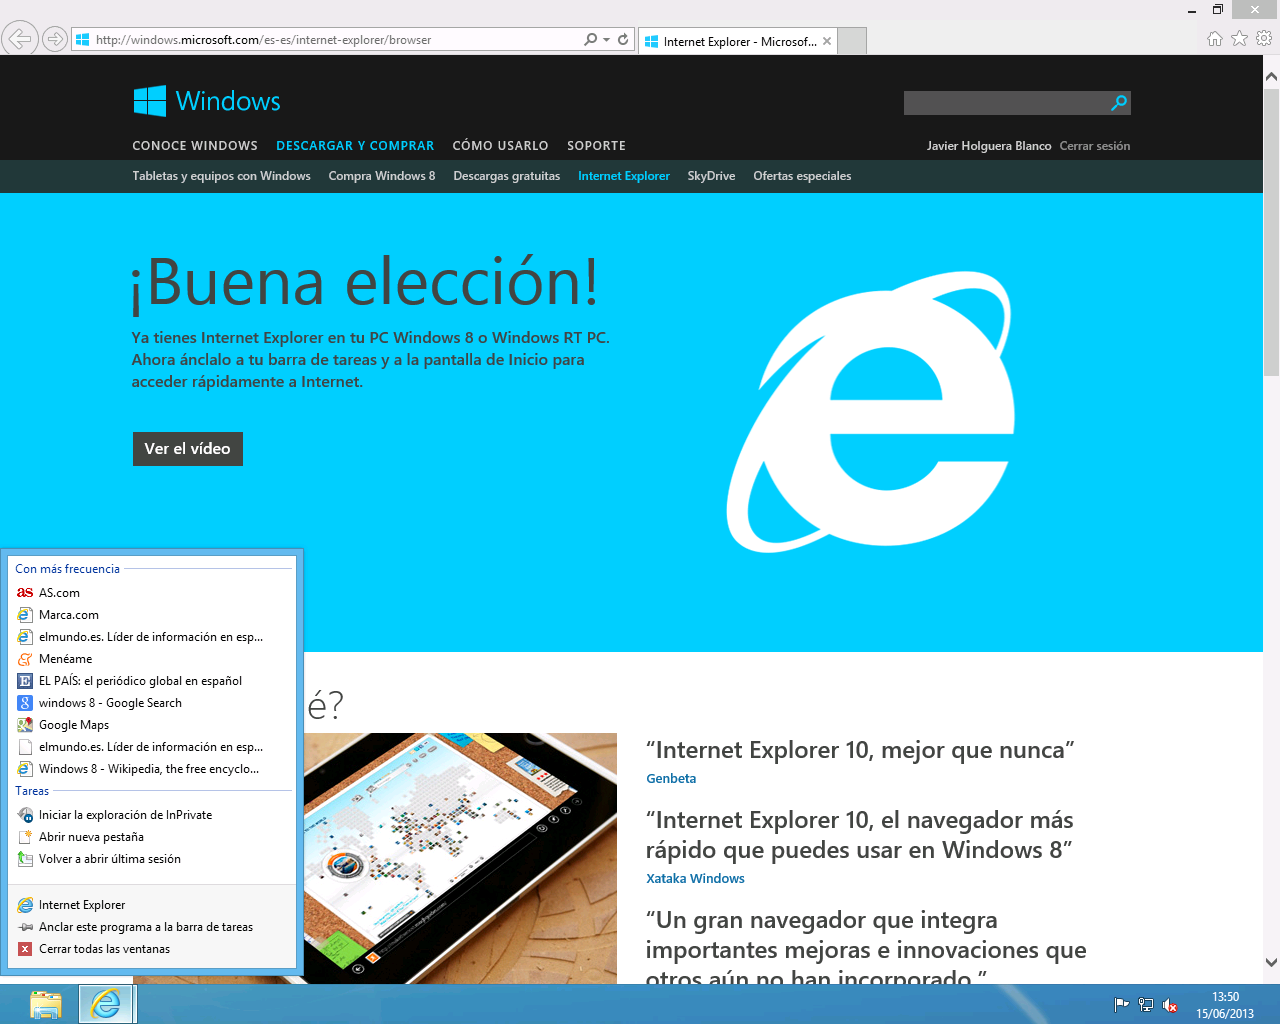 http://windows.microsoft.com/es-es/internet-explorer/browser
Internet Explorer - Microsof...
Windows
CONOCE WINDOWS
DESCARGAR Y COMPRAR
CÓMO USARLO
SOPORTE
Javier Holguera Blanco
Cerrar sesión
Tabletas y equipos con Windows
Compra Windows 8
Descargas gratuitas
Internet Explorer
SkyDrive
Ofertas especiales
¡Buena elección!
Ya tienes Internet Explorer en tu PC Windows 8 o Windows RT PC.
Ahora ánclalo a tu barra de tareas y a la pantalla de Inicio para
acceder rápidamente a Internet.
Ver el vídeo
é?
“Internet Explorer 10, mejor que nunca”
Genbeta
“Internet Explorer 10, el navegador más
rápido que puedes usar en Windows 8”
Xataka Windows
“Un gran navegador que integra
importantes mejoras e innovaciones que
otros aún no han incorporado.”
Con más frecuencia
AS.com
Marca.com
elmundo.es. Líder de información en esp...
Menéame
EL PAÍS: el periódico global en español
windows 8 - Google Search
Google Maps
elmundo.es. Líder de información en esp...
Windows 8 - Wikipedia, the free encyclo...
Tareas
Iniciar la exploración de InPrivate
Abrir nueva pestaña
Volver a abrir última sesión
Internet Explorer
Anclar este programa a la barra de tareas
Cerrar todas las ventanas
13:50
15/06/2013